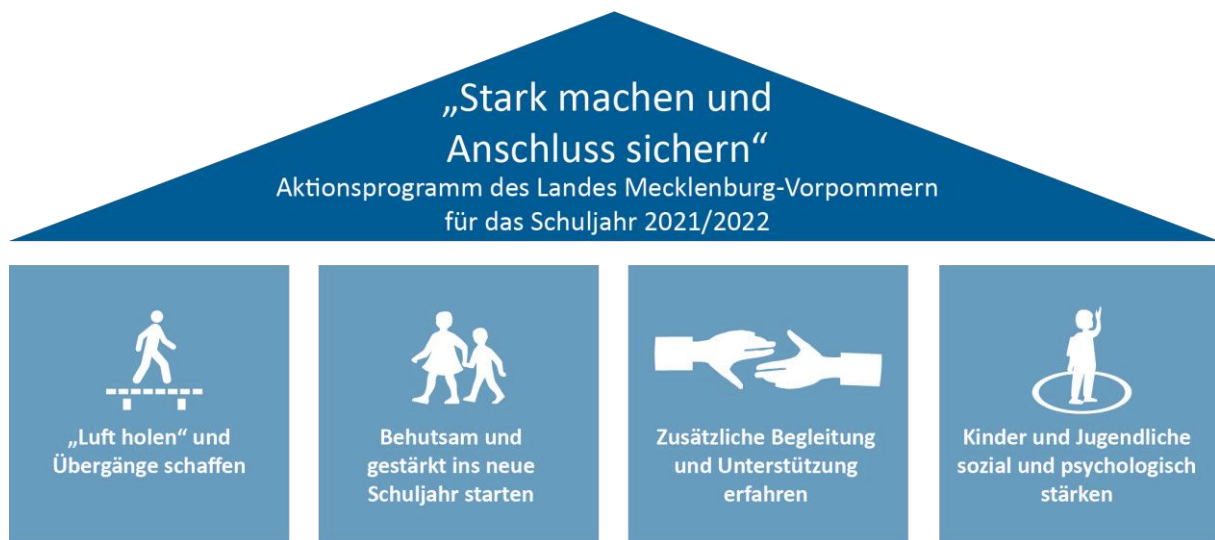 „Stark machen und
Anschluss sichern“
Aktionsprogramm des Landes Mecklenburg-Vorpommern
für das Schuljahr 2021/2022
„Luft holen“ und
Übergänge schaffen
Behutsam und
gestärkt ins neue
Schuljahr starten
Zusätzliche Begleitung
und Unterstützung
erfahren
Kinder und Jugendliche
sozial und psychologisch
stärken